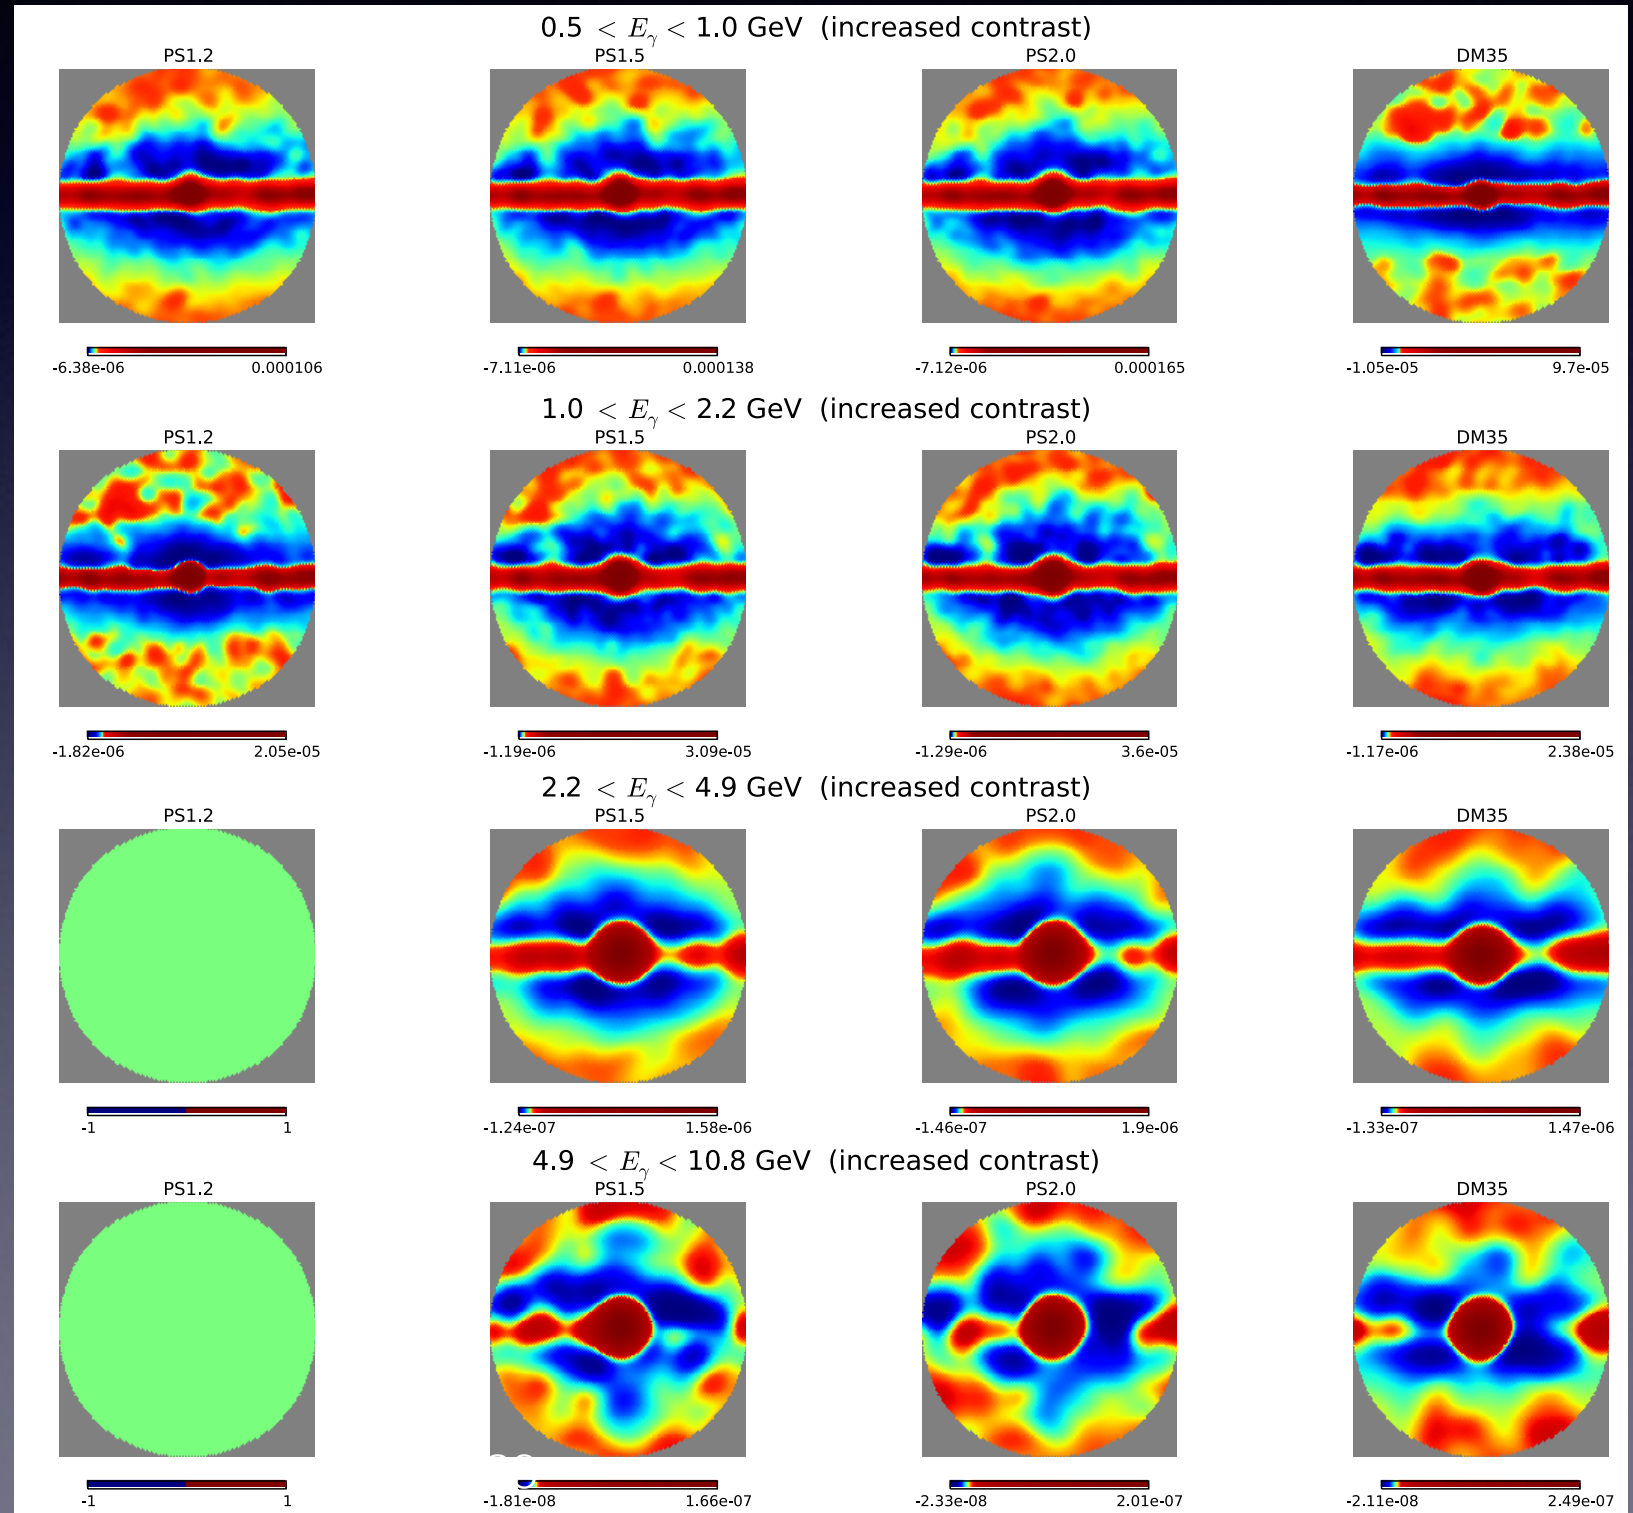 0.5 < Eγ < 1.0 GeV (increased contrast)
PS1.2 PS1.5 PS2.0 DM35
-6.38e-06 0.000106 -7.11e-06 0.000138 -7.12e-06 0.000165 -1.05e-05 9.7e-05
1.0 < Eγ < 2.2 GeV (increased contrast)
PS1.2 PS1.5 PS2.0 DM35
-1.82e-06 2.05e-05 -1.19e-06 3.09e-05 -1.29e-06 3.6e-05 -1.17e-06 2.38e-05
2.2 < Eγ < 4.9 GeV (increased contrast)
PS1.2 PS1.5 PS2.0 DM35
-1 1 -1.24e-07 1.58e-06 -1.46e-07 1.9e-06 -1.33e-07 1.47e-06
4.9 < Eγ < 10.8 GeV (increased contrast)
PS1.2 PS1.5 PS2.0 DM35
-1 1 -1.81e-08 1.66e-07 -2.33e-08 2.01e-07 -2.11e-08 2.49e-07